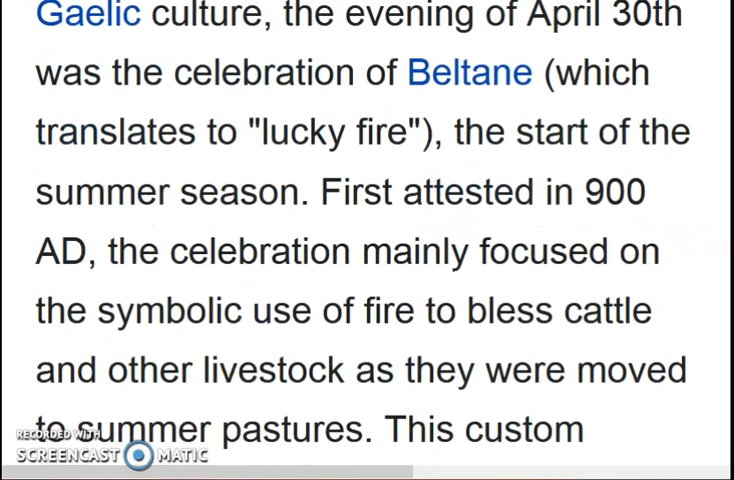 Gaelic culture, the evening of April 30th
was the celebration of Beltane (which
translates to "lucky fire"), the start of the
summer season. First attested in 900
AD, the celebration mainly focused on
the symbolic use of fire to bless cattle
and other livestock as they were moved
to summer pastures. This custom
RECORDED WITH
SCREENCAST MATIC